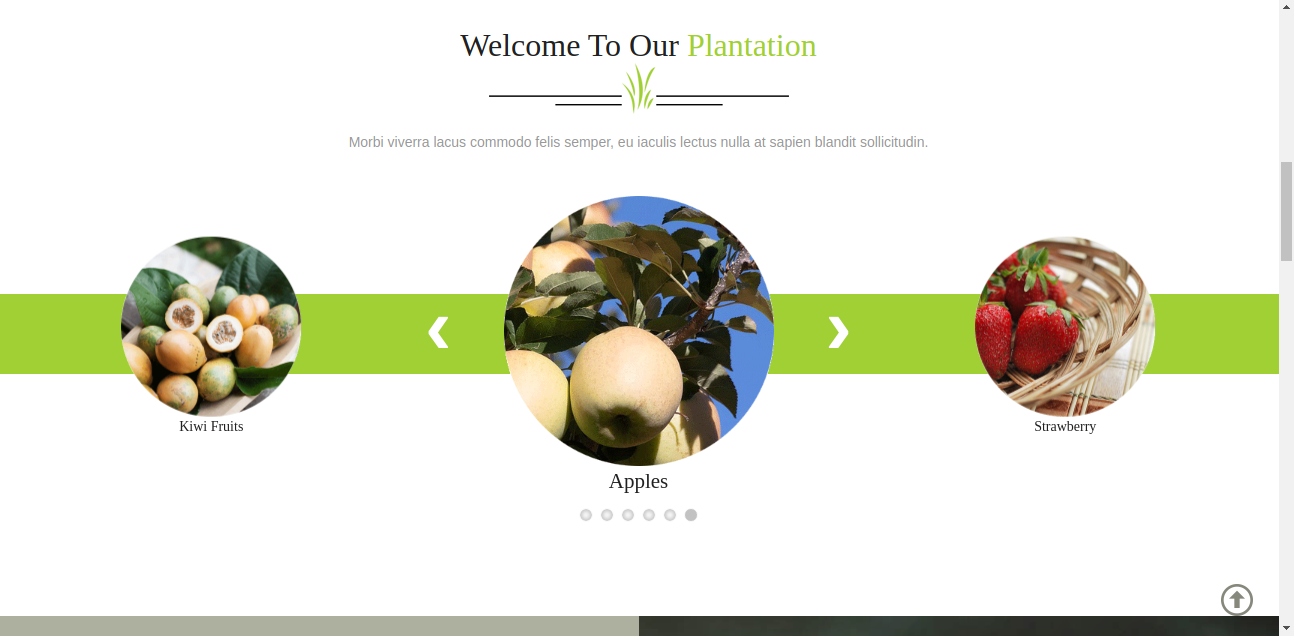 Welcome To Our Plantation
Morbi viverra lacus commodo felis semper, eu iaculis lectus nulla at sapien blandit sollicitudin.
Kiwi Fruits
Strawberry
Apples